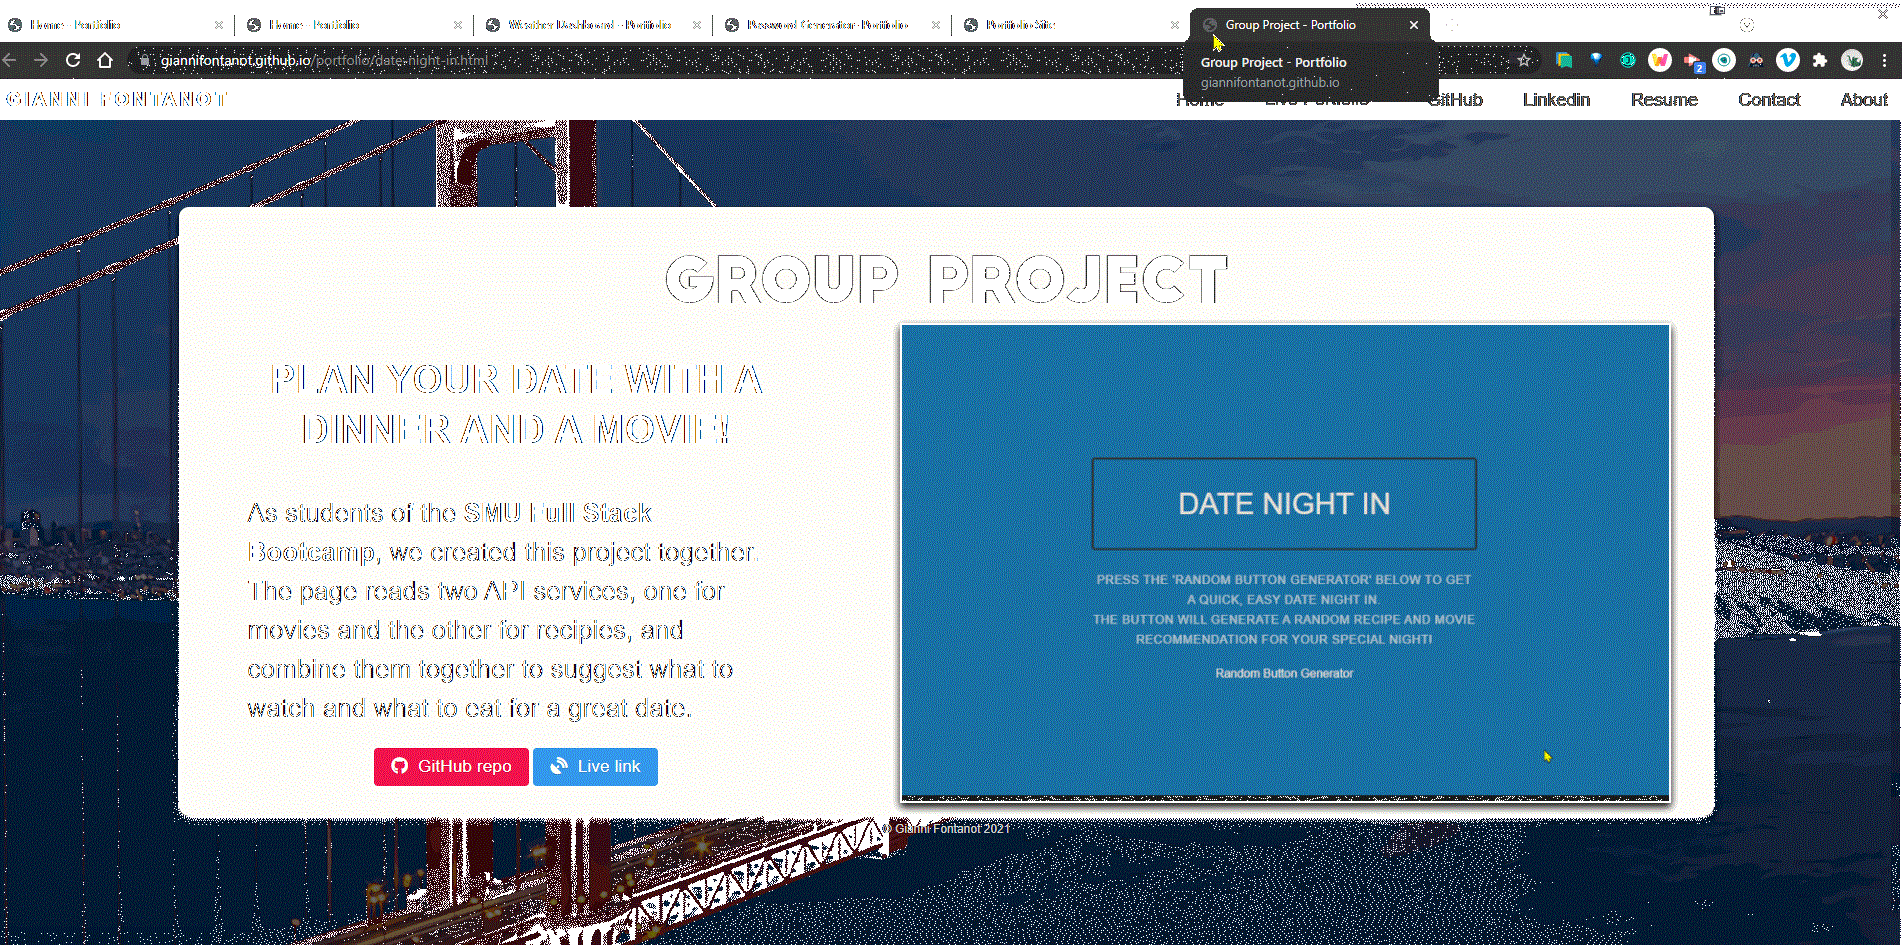 Home - Portfolio
Home - Portfolio
Weather Dashboard - Portfolio
Password Generator- Portfolio
Portfolio Site
Group Project - Portfolio
giannifontanot.github.io/portfolio/date-night-in.html
Group Project - Portfolio
giannifontanot.github.io
2
GIANNI FONTANOT
Home
Live Portfolio
GitHub
Linkedin
Resume
Contact
About
GROUP PROJECT
PLAN YOUR DATE WITH A
DINNER AND A MOVIE!
As students of the SMU Full Stack
Bootcamp, we created this project together.
The page reads two API services, one for
movies and the other for recipies, and
combine them together to suggest what to
watch and what to eat for a great date.
GitHub repo
Live link
DATE NIGHT IN
PRESS THE 'RANDOM BUTTON GENERATOR' BELOW TO GET
A QUICK, EASY DATE NIGHT IN.
THE BUTTON WILL GENERATE A RANDOM RECIPE AND MOVIE
RECOMMENDATION FOR YOUR SPECIAL NIGHT!
Random Button Generator
© Gianni Fontanot 2021